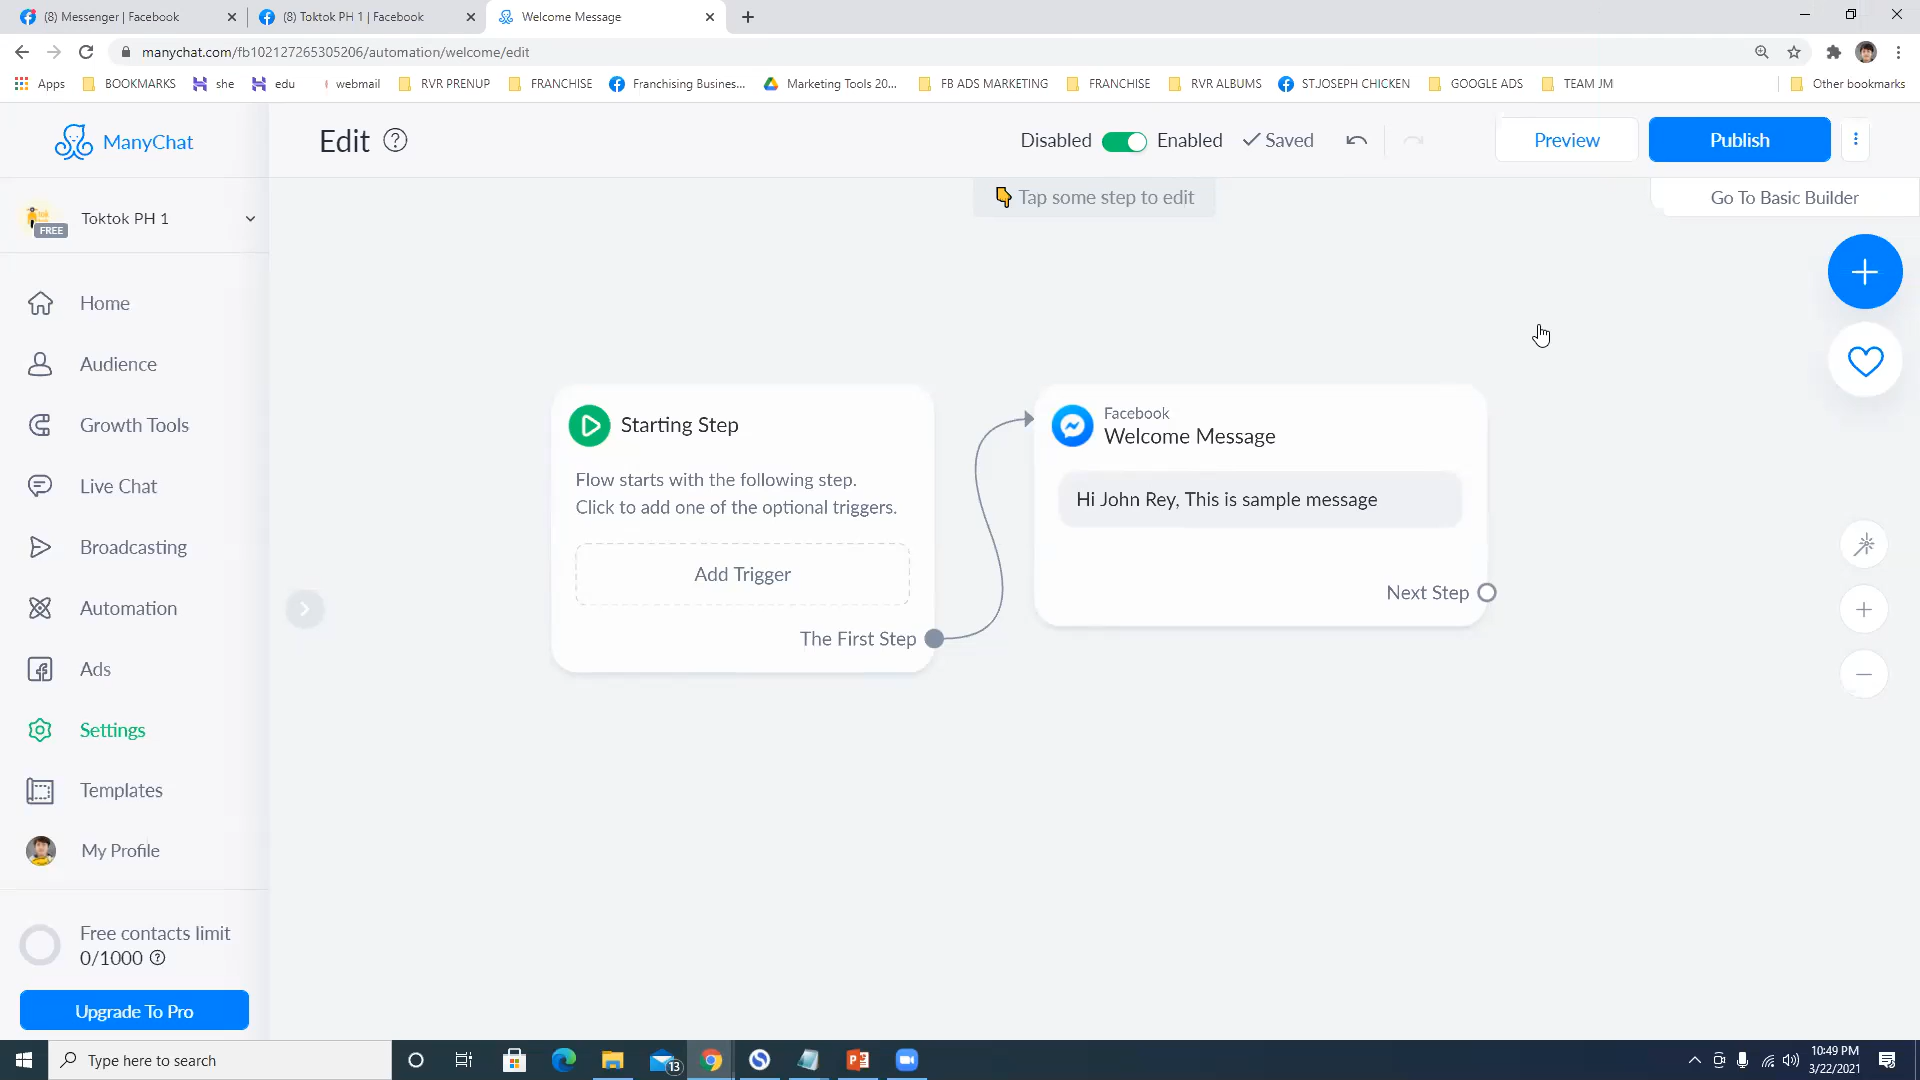 (8) Messenger | Facebook
(8) Toktok PH 1 | Facebook
Welcome Message
manychat.com/fb102127265305206/automation/welcome/edit
Apps
BOOKMARKS
she
edu
webmail
RVR PRENUP
FRANCHISE
Franchising Busines...
Marketing Tools 20...
FB ADS MARKETING
FRANCHISE
RVR ALBUMS
ST.JOSEPH CHICKEN
GOOGLE ADS
TEAM JM
Other bookmarks
ManyChat
Edit
Disabled
Enabled
Saved
Preview
Publish
Tap some step to edit
Go To Basic Builder
Toktok PH 1
FREE
Home
Audience
Growth Tools
Live Chat
Broadcasting
Automation
Ads
Settings
Templates
My Profile
Free contacts limit
0/1000
Upgrade To Pro
Starting Step
Flow starts with the following step.
Click to add one of the optional triggers.
Add Trigger
The First Step
Facebook
Welcome Message
Hi John Rey, This is sample message
Next Step
Type here to search
13
10:49 PM
3/22/2021